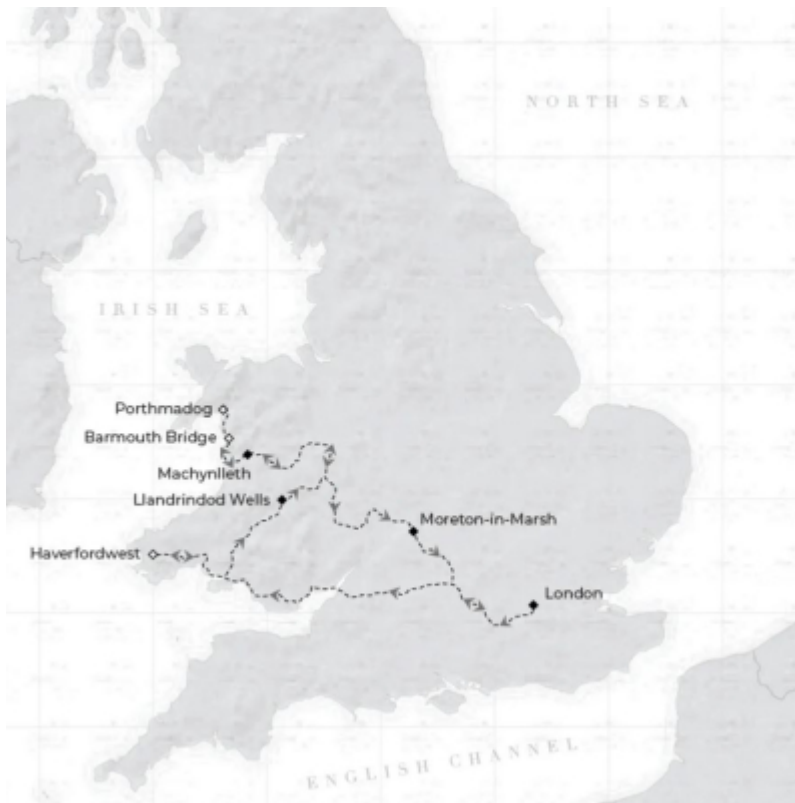 NORTH SEA
IRISH SEA
Porthmadog
Barmouth Bridge
Machynlleth
Llandrindod Wells
Moreton-in-Marsh
Haverfordwest
London
ENGLISH CHANNEL